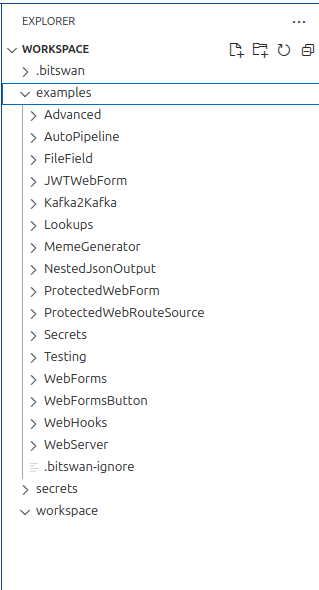 EXPLORER
WORKSPACE
.bitswan
examples
Advanced
AutoPipeline
FileField
JWTWebForm
Kafka2Kafka
Lookups
MemeGenerator
NestedJsonOutput
ProtectedWebForm
ProtectedWebRouteSource
Secrets
Testing
WebForms
WebFormsButton
WebHooks
WebServer
.bitswan-ignore
secrets
workspace